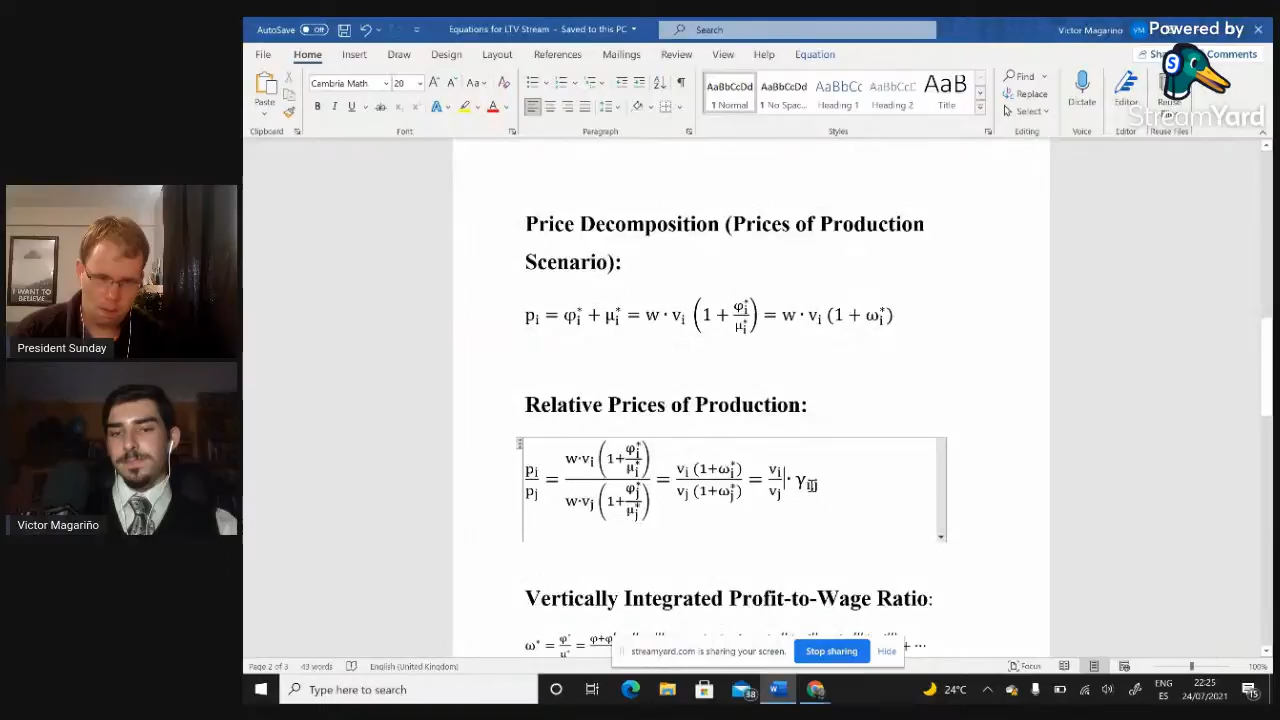 AutoSave Off Equations for LTV Stream - Saved to this PC Search Victor Magarino VM
Powered by
StreamYard
File Home Insert Draw Design Layout References Mailings Review View Help Equation Comments
Paste
Clipboard
Cambria Math 20
Font
Paragraph
AaBbCcDd AaBbCcDd AaBbCc AaBbCcC AaB
1 Normal 1 No Spac... Heading 1 Heading 2 Title
Styles
Find
Replace
Select
Editing
Dictate
Voice
Editor
Editor
Reuse
Reuse Files
Price Decomposition (Prices of Production
Scenario):
pᵢ = φᵢ* + μᵢ* = w · vᵢ (1 + φᵢ*/μᵢ*) = w · vᵢ (1 + ωᵢ*)
Relative Prices of Production:
pᵢ/pⱼ = w·vᵢ (1+φᵢ*/μᵢ*) / w·vⱼ (1+φⱼ*/μⱼ*) = vᵢ (1+ωᵢ*) / vⱼ (1+ωⱼ*) = vᵢ/vⱼ · γᵢⱼ
Vertically Integrated Profit-to-Wage Ratio:
ω* = φ*/μ* =
+ ⋯
I WANT TO
BELIEVE
President Sunday
Victor Magariño
streamyard.com is sharing your screen. Stop sharing Hide
Page 2 of 3 43 words English (United Kingdom) Focus 100%
Type here to search
38
24°C
ENG
ES
22:25
24/07/2021
15